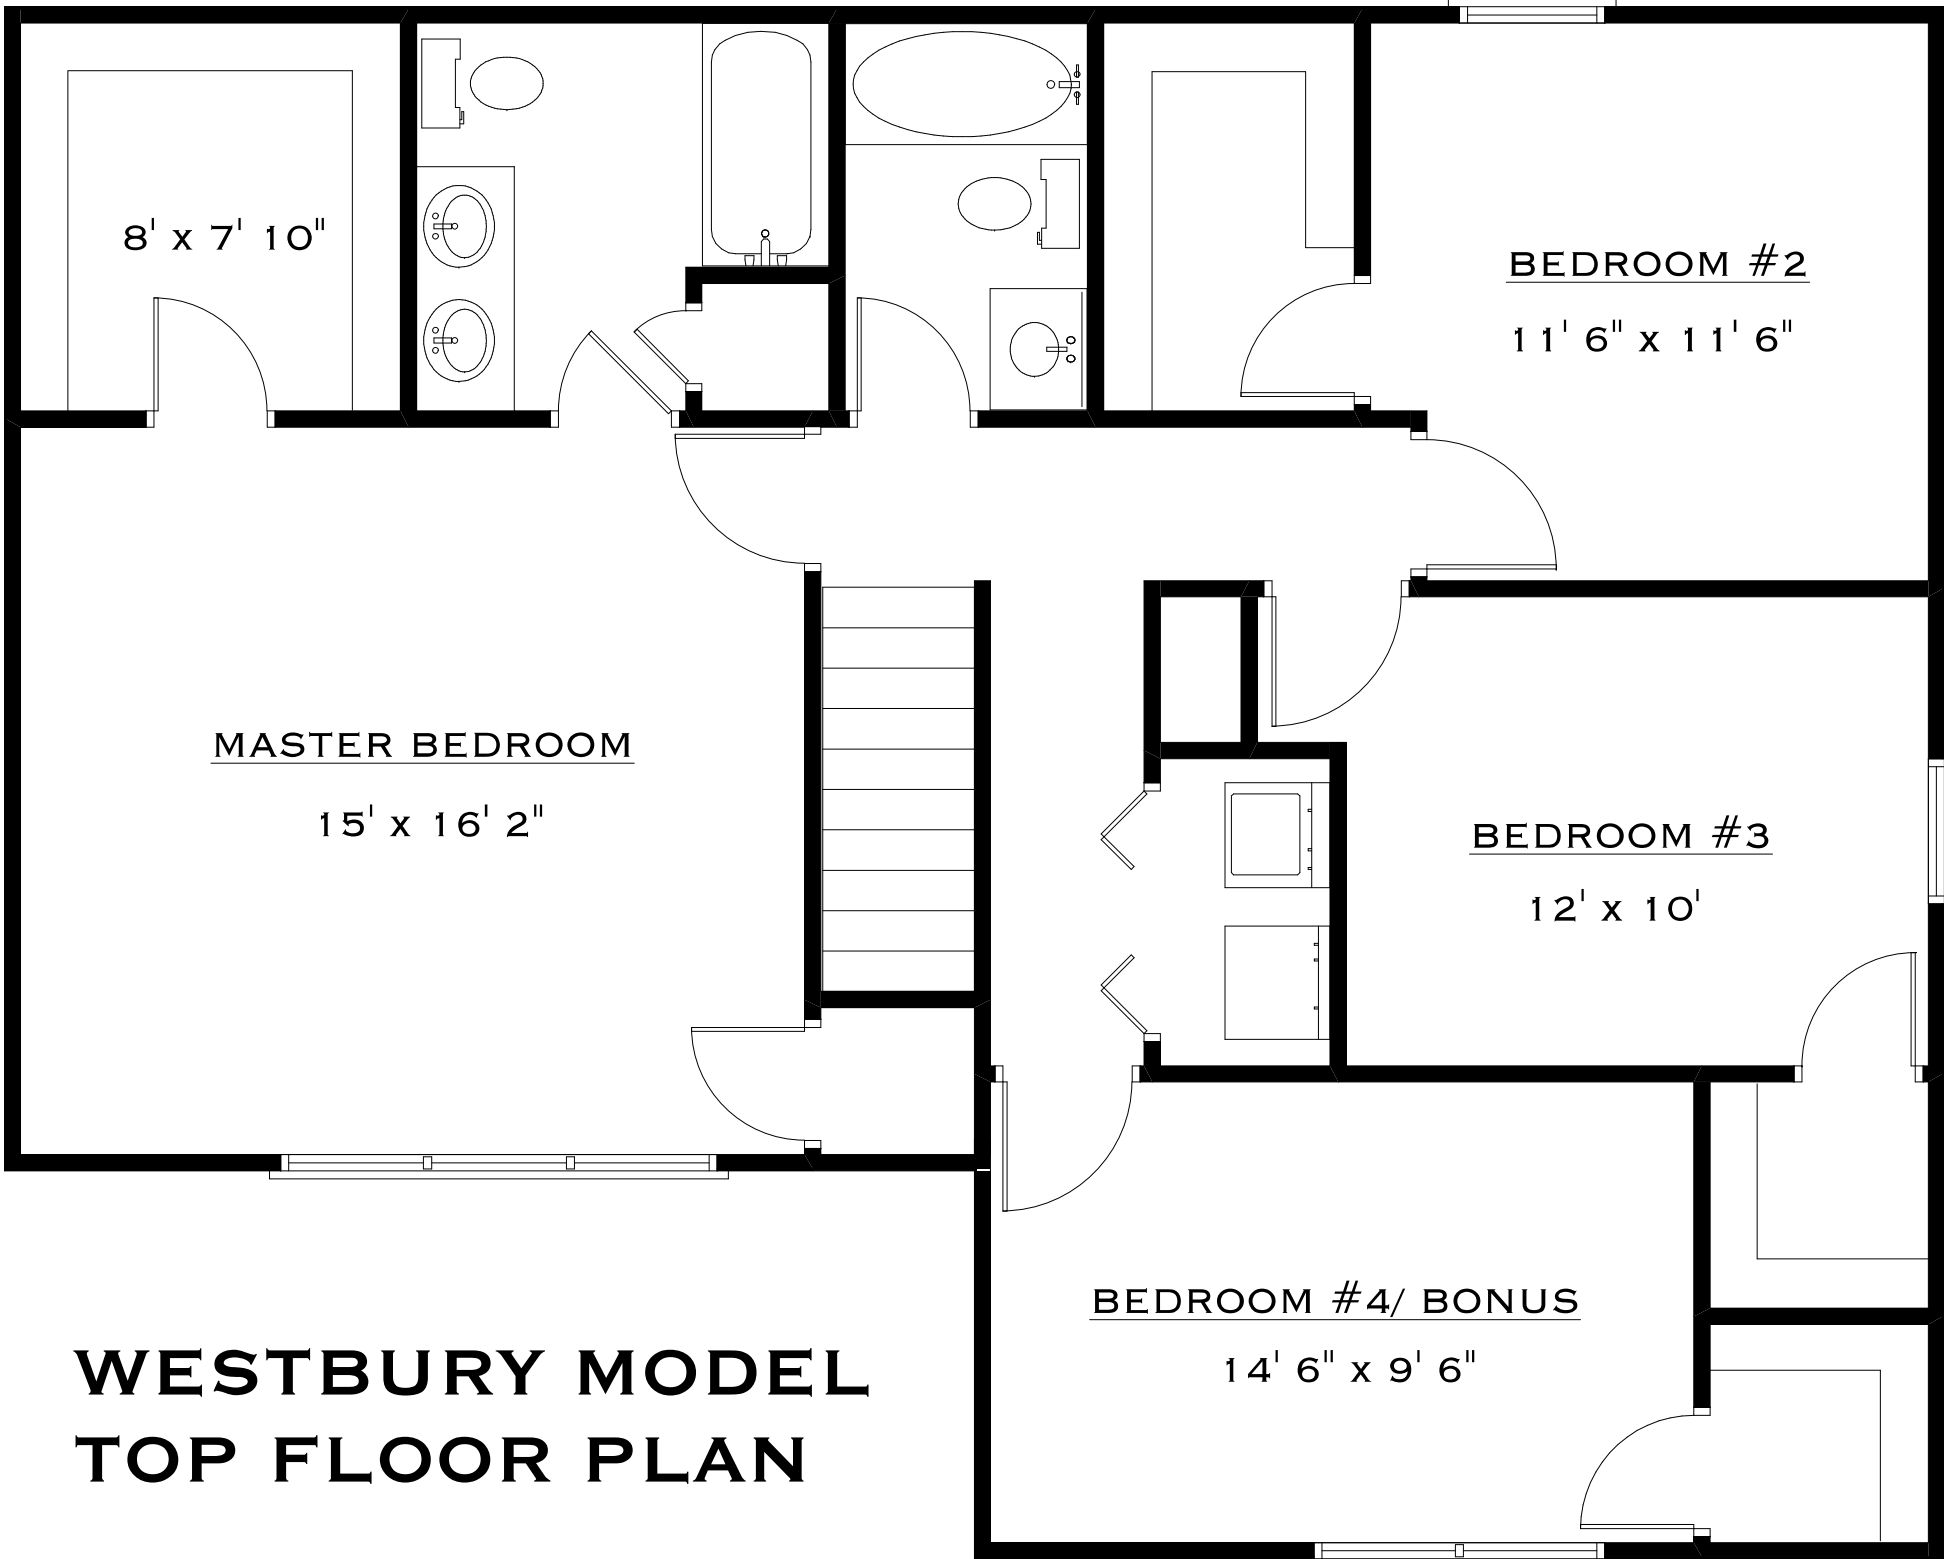 8' x 7' 10"
BEDROOM #2
11' 6" x 11' 6"
MASTER BEDROOM
15' x 16' 2"
BEDROOM #3
12' x 10'
BEDROOM #4/ BONUS
14' 6" x 9' 6"
WESTBURY MODEL
TOP FLOOR PLAN